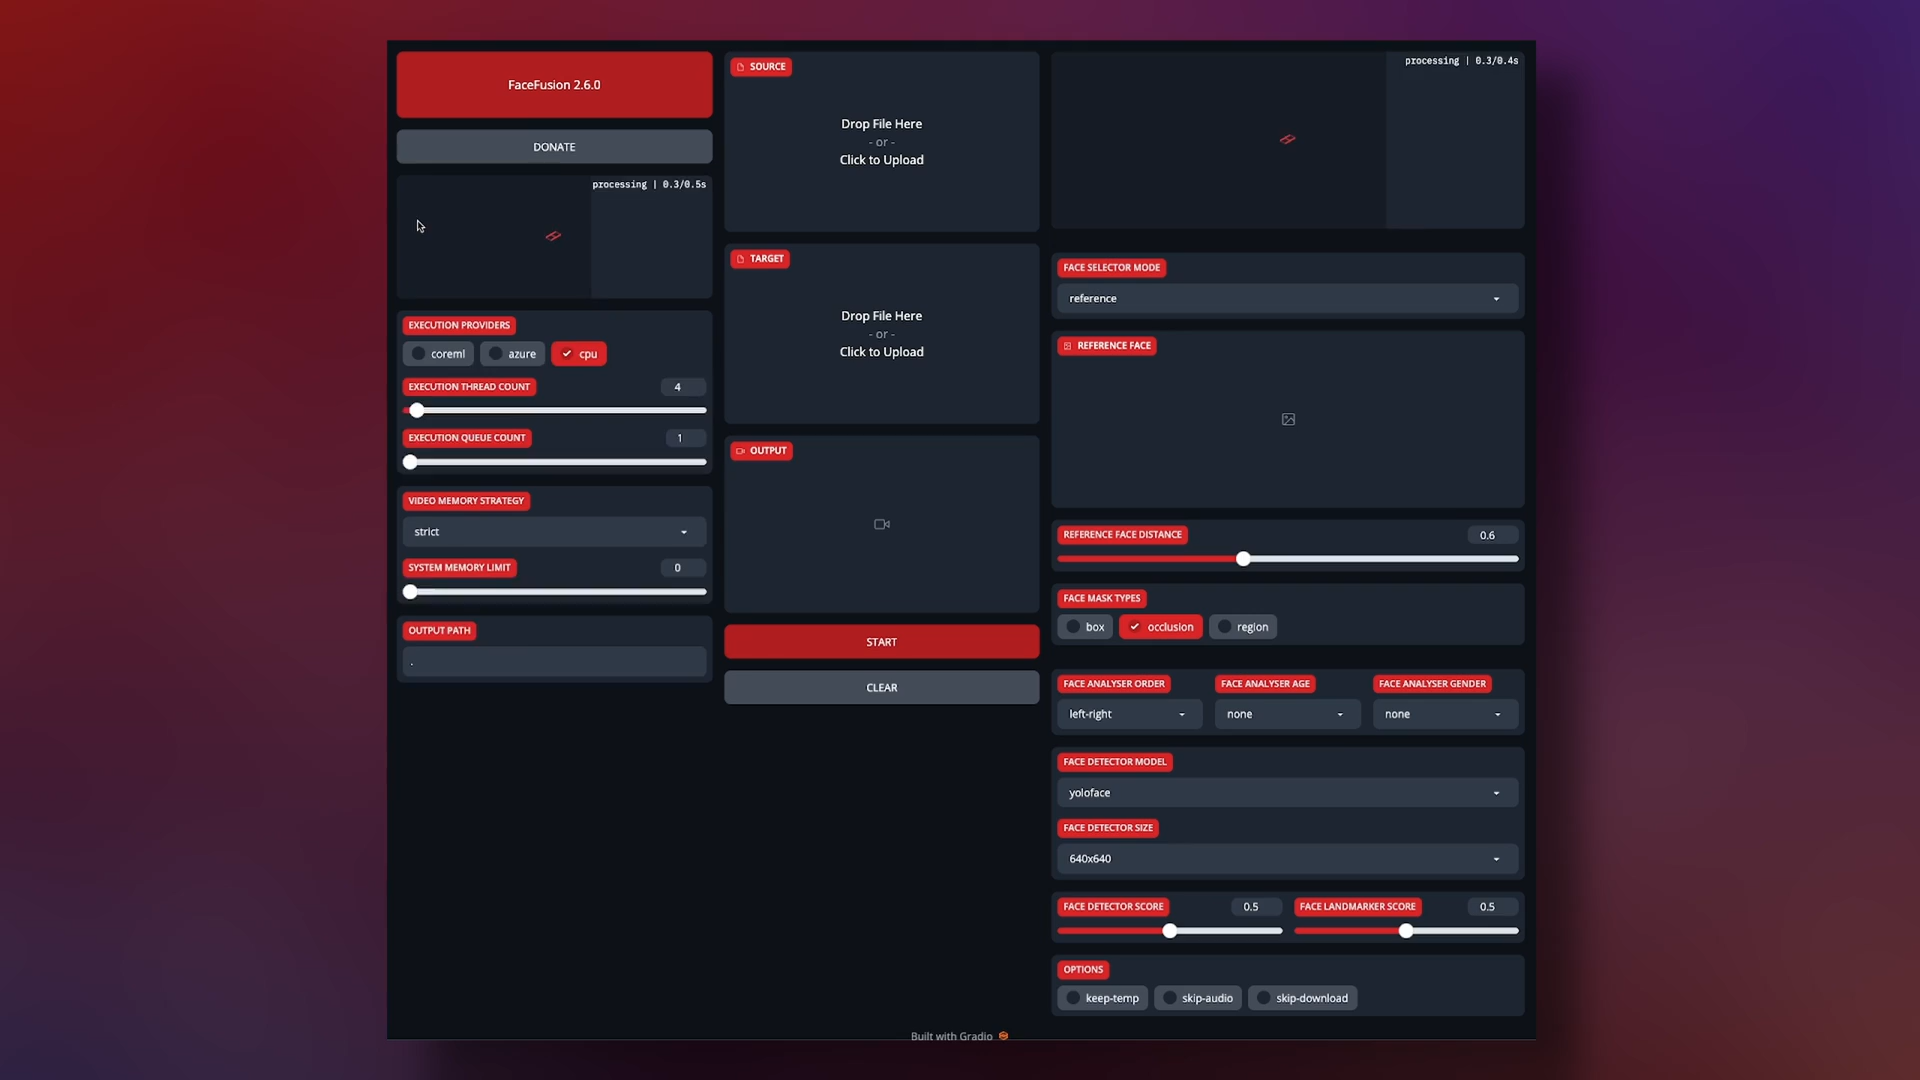 FaceFusion 2.6.0
DONATE
processing | 0.3/0.5s
EXECUTION PROVIDERS
coreml azure cpu
EXECUTION THREAD COUNT 4
EXECUTION QUEUE COUNT 1
VIDEO MEMORY STRATEGY
strict
SYSTEM MEMORY LIMIT 0
OUTPUT PATH
.
SOURCE
Drop File Here
- or -
Click to Upload
TARGET
Drop File Here
- or -
Click to Upload
OUTPUT
START
CLEAR
processing | 0.3/0.4s
FACE SELECTOR MODE
reference
REFERENCE FACE
REFERENCE FACE DISTANCE 0.6
FACE MASK TYPES
box occlusion region
FACE ANALYSER ORDER FACE ANALYSER AGE FACE ANALYSER GENDER
left-right none none
FACE DETECTOR MODEL
yoloface
FACE DETECTOR SIZE
640x640
FACE DETECTOR SCORE 0.5 FACE LANDMARKER SCORE 0.5
OPTIONS
keep-temp skip-audio skip-download
Built with Gradio